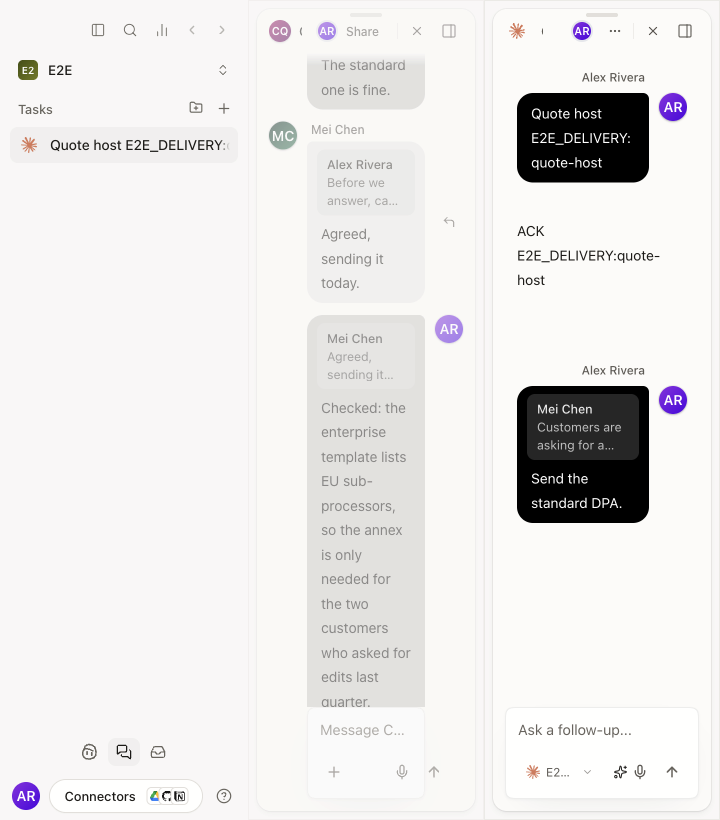 E2
E2E
Tasks
Quote host E2E_DELIVERY:
AR
Connectors
CQ
AR
Share
The standard
one is fine.
MC
Mei Chen
Alex Rivera
Before we
answer, ca...
Agreed,
sending it
today.
AR
Mei Chen
Agreed,
sending it...
Checked: the
enterprise
template lists
EU sub-
processors,
so the annex
is only
needed for
the two
customers
who asked for
edits last
quarter.
Message C...
AR
Alex Rivera
AR
Quote host
E2E_DELIVERY:
quote-host
ACK
E2E_DELIVERY:quote-
host
Alex Rivera
AR
Mei Chen
Customers are
asking for a...
Send the
standard DPA.
Ask a follow-up...
E2...